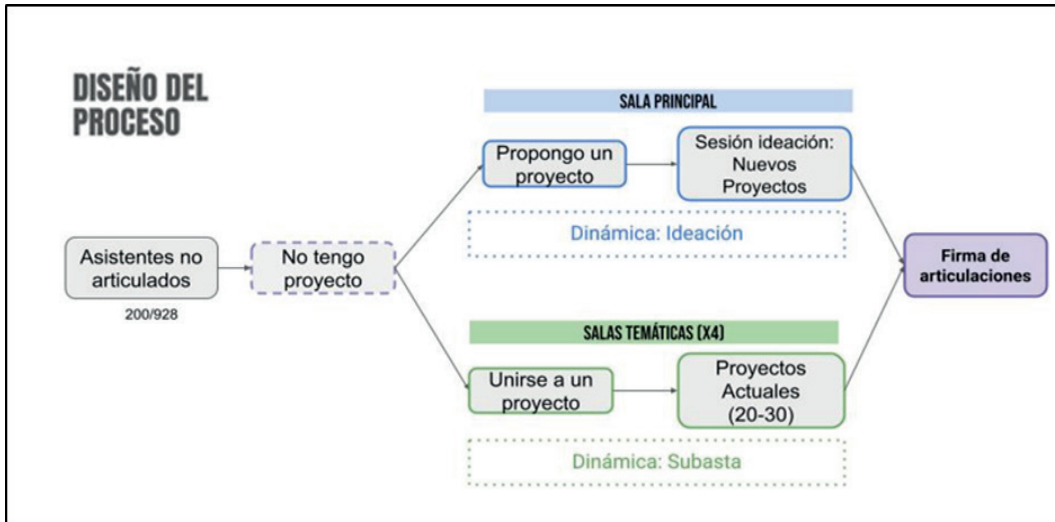 DISEÑO DEL
PROCESO
SALA PRINCIPAL
Propongo un
proyecto
Sesión ideación:
Nuevos
Proyectos
Dinámica: Ideación
Asistentes no
articulados
200/928
No tengo
proyecto
Firma de
articulaciones
SALAS TEMÁTICAS (X4)
Unirse a un
proyecto
Proyectos
Actuales
(20-30)
Dinámica: Subasta